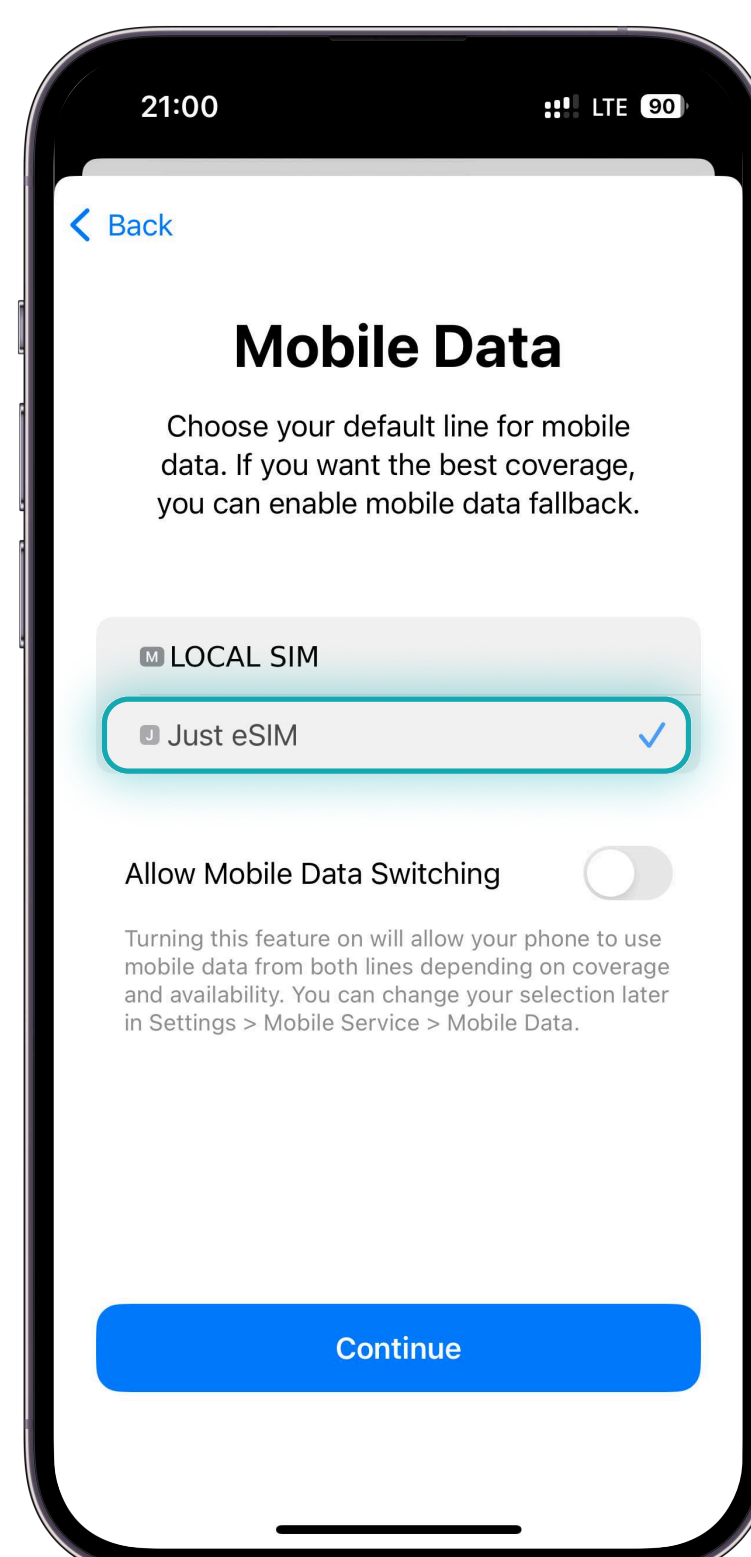 21:00 LTE 90
Back
Mobile Data
Choose your default line for mobile
data. If you want the best coverage,
you can enable mobile data fallback.
M LOCAL SIM
J Just eSIM
Allow Mobile Data Switching
Turning this feature on will allow your phone to use
mobile data from both lines depending on coverage
and availability. You can change your selection later
in Settings > Mobile Service > Mobile Data.
Continue